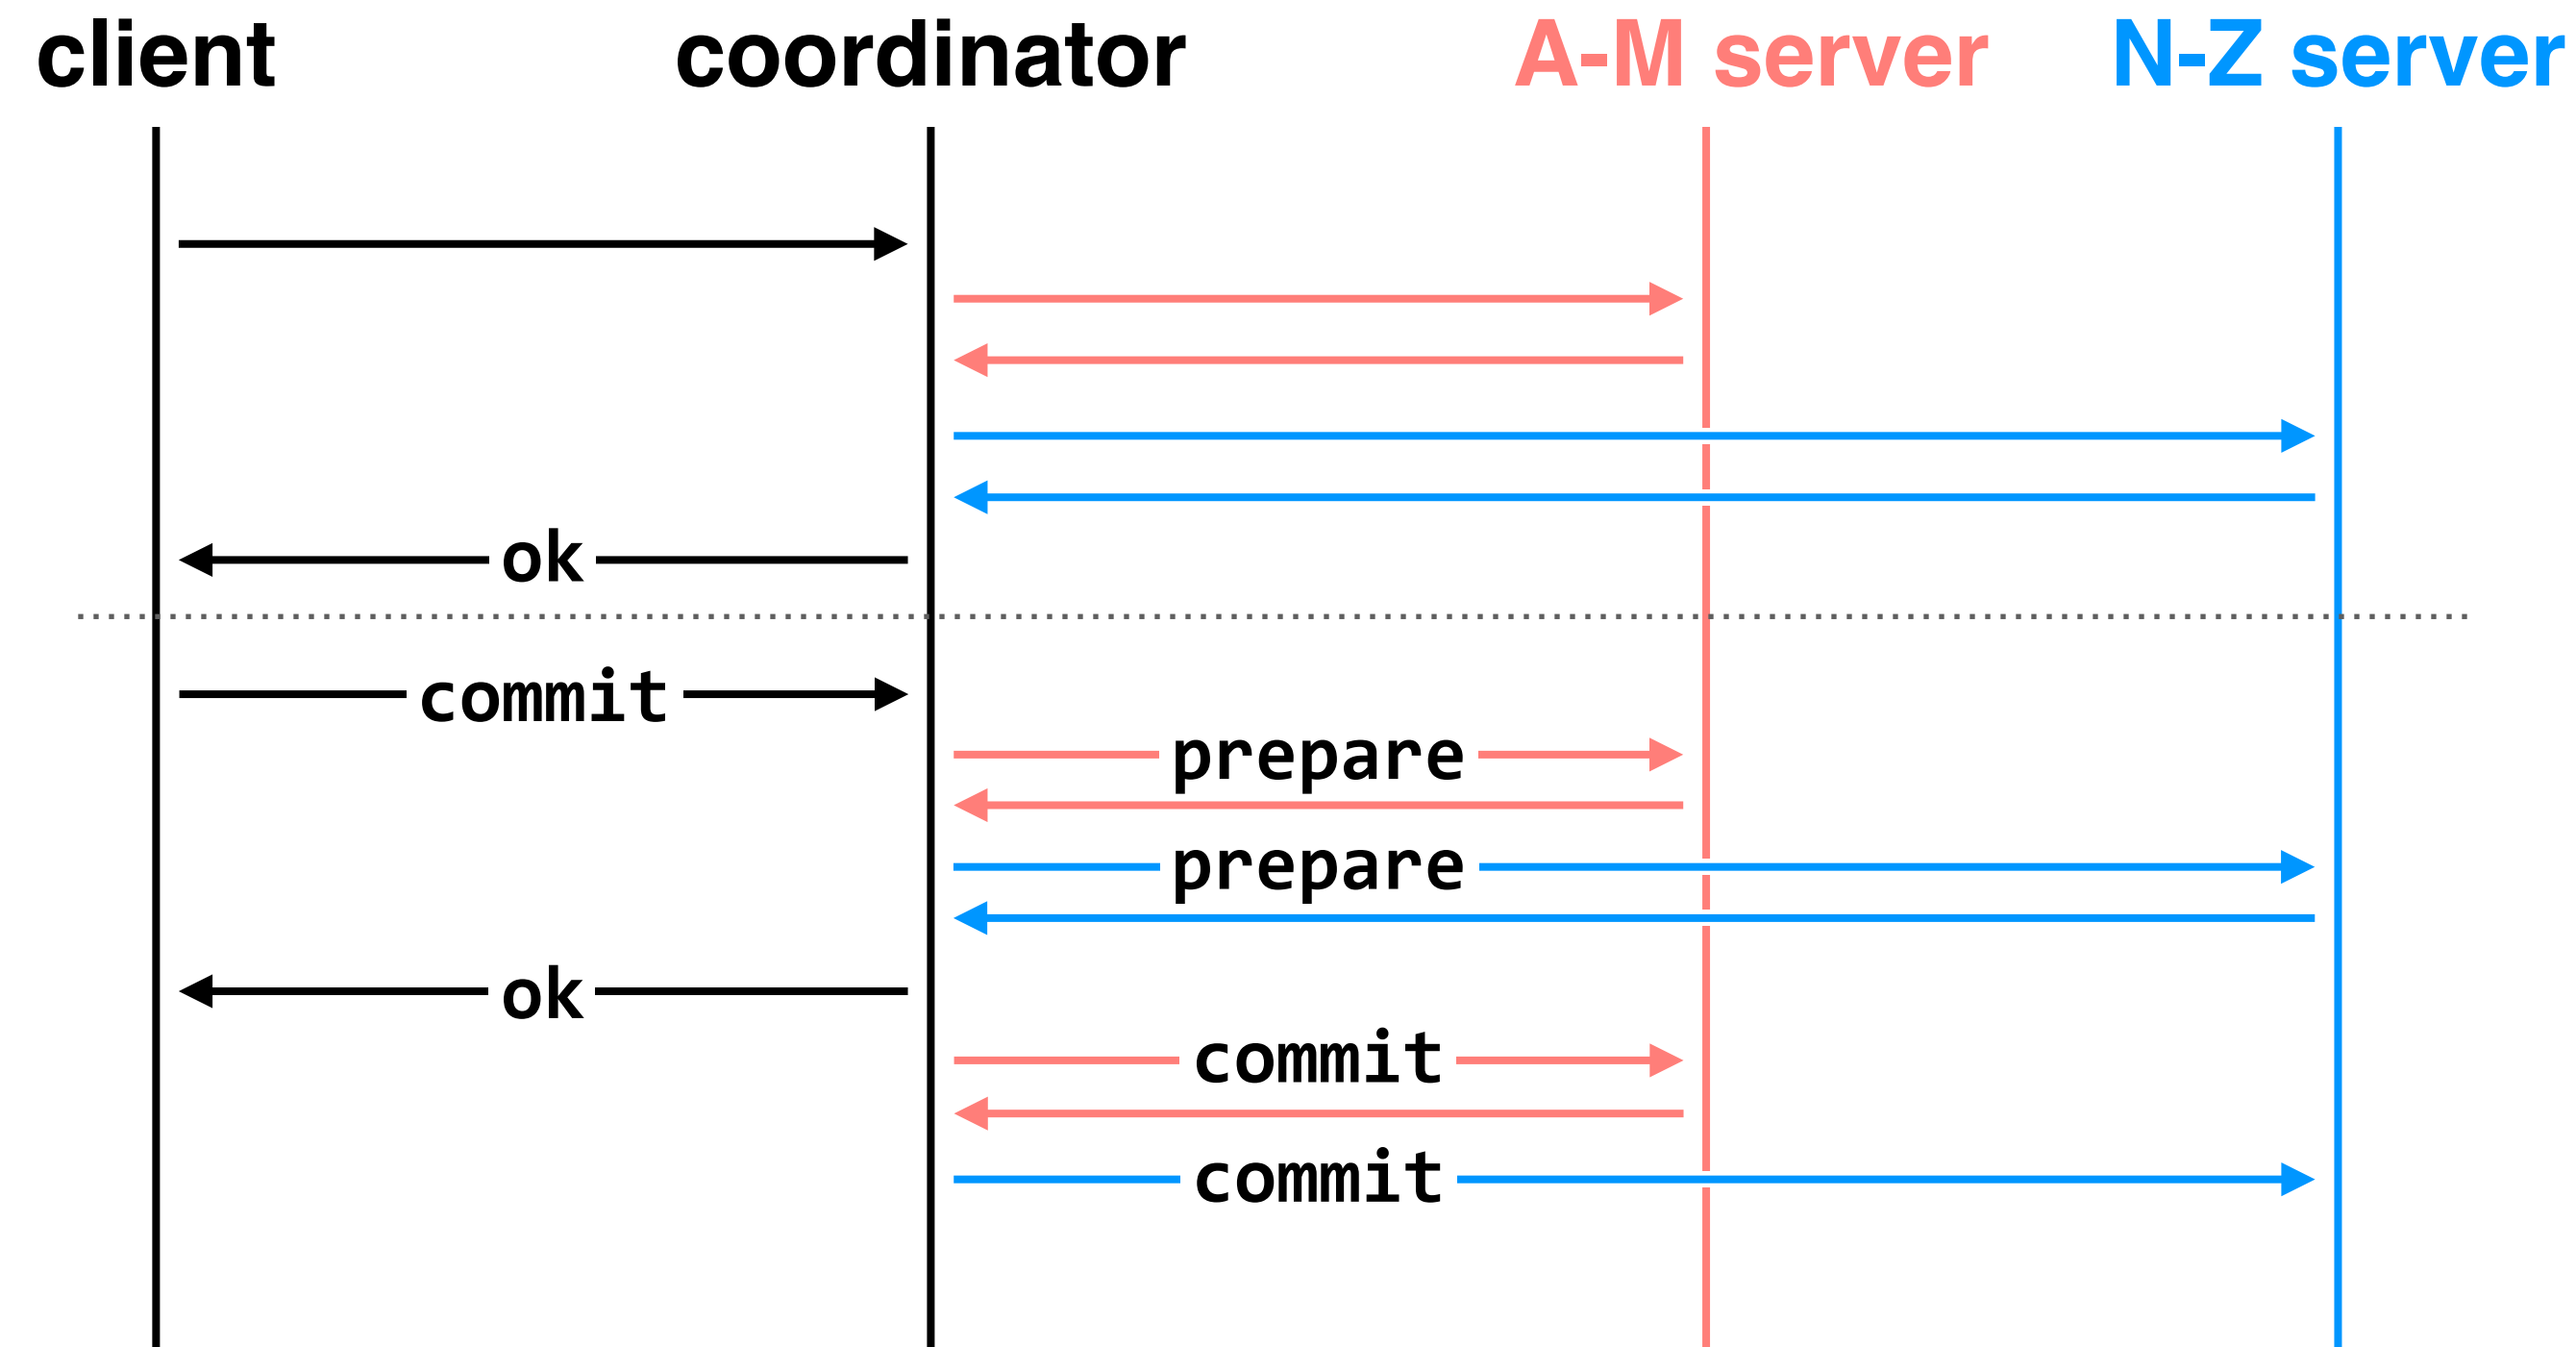 client coordinator A-M server N-Z server
ok
commit
prepare
prepare
ok
commit
commit